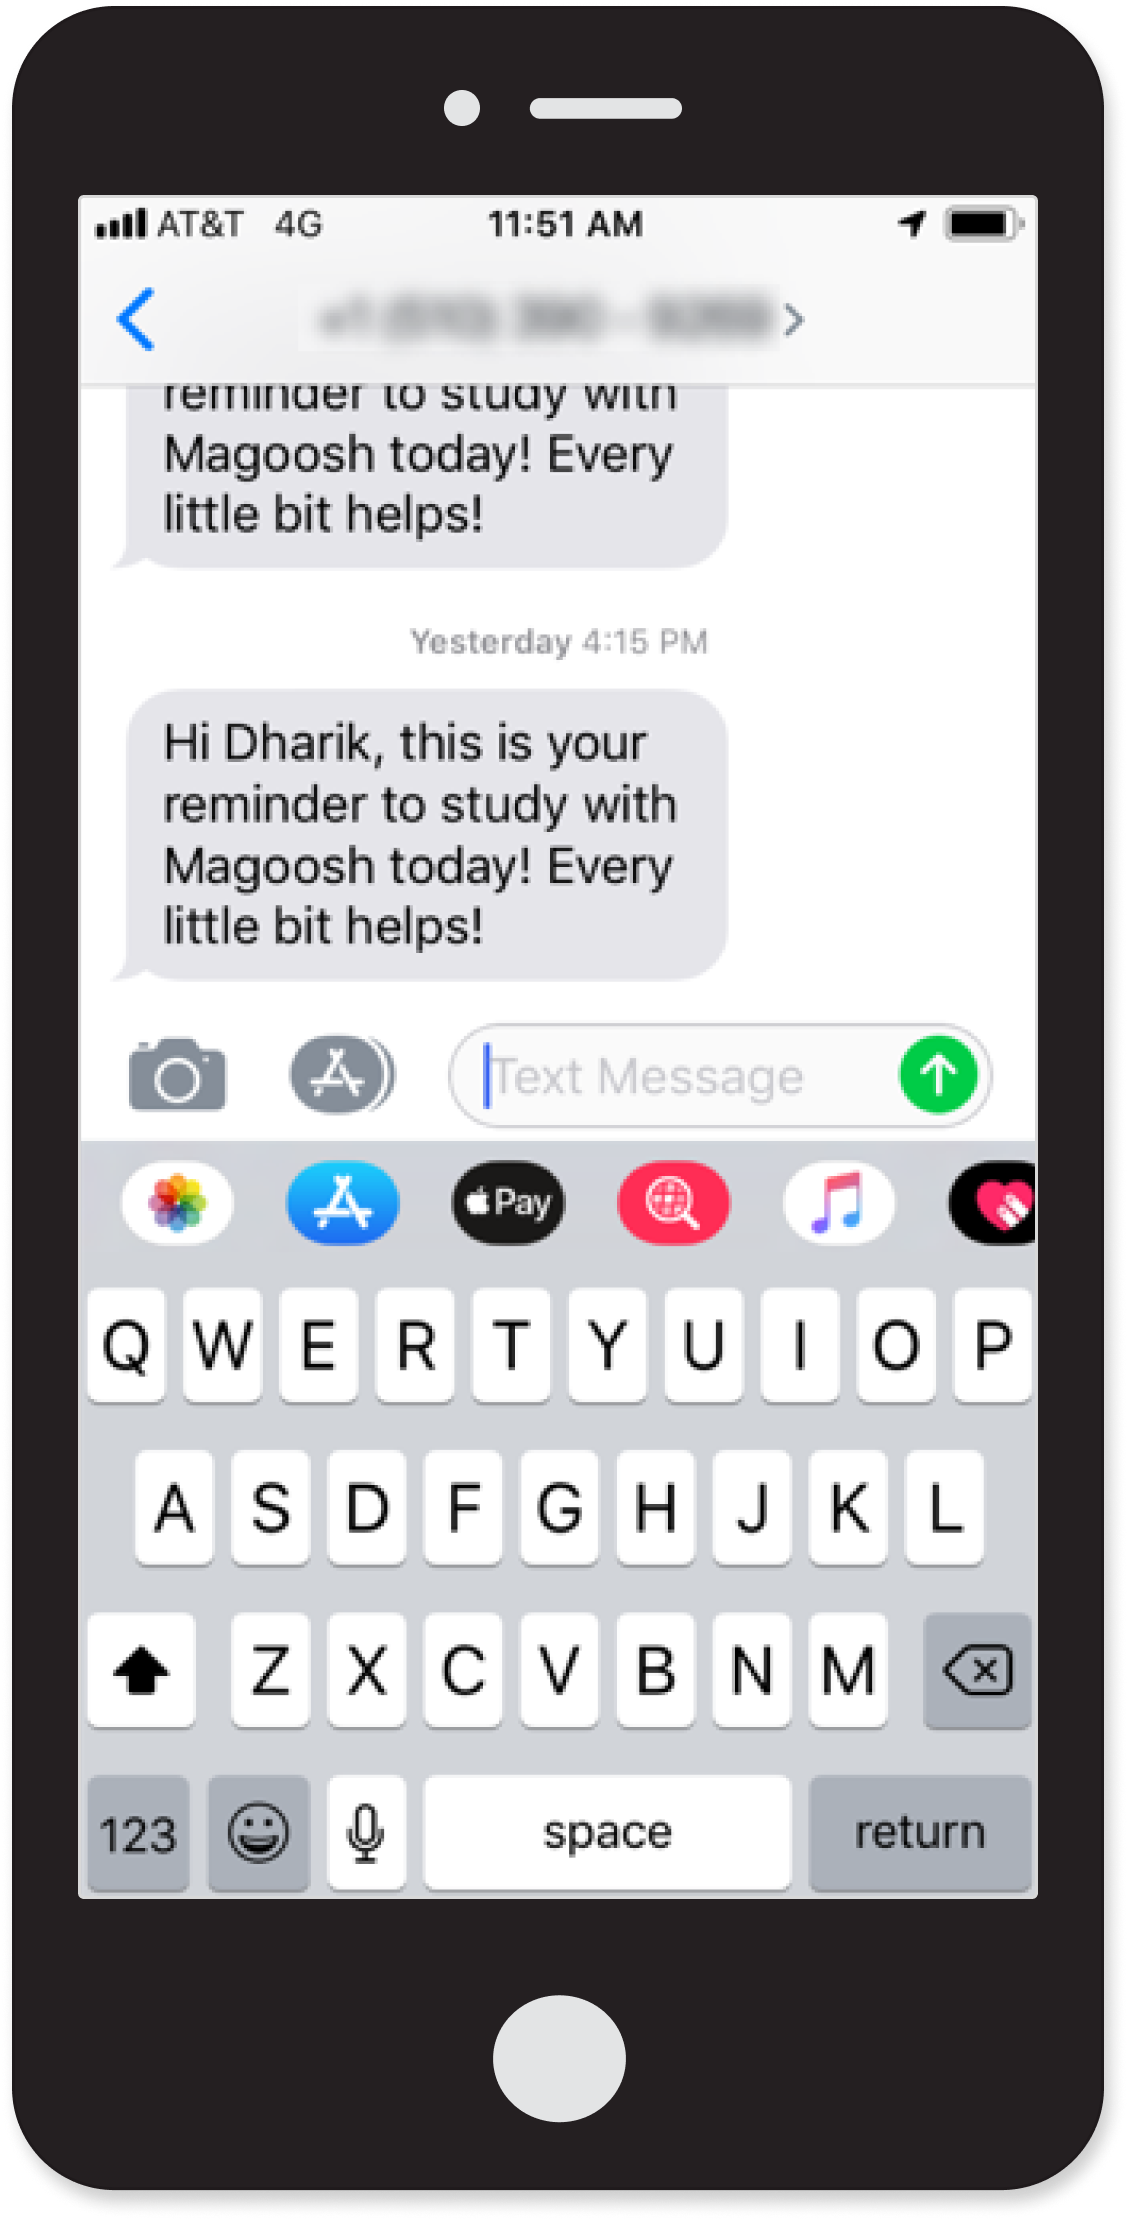 AT&T 4G 11:51 AM
reminder to study with
Magoosh today! Every
little bit helps!
Yesterday 4:15 PM
Hi Dharik, this is your
reminder to study with
Magoosh today! Every
little bit helps!
Text Message
Pay
Q W E R T Y U I O P
A S D F G H J K L
Z X C V B N M
123 space return